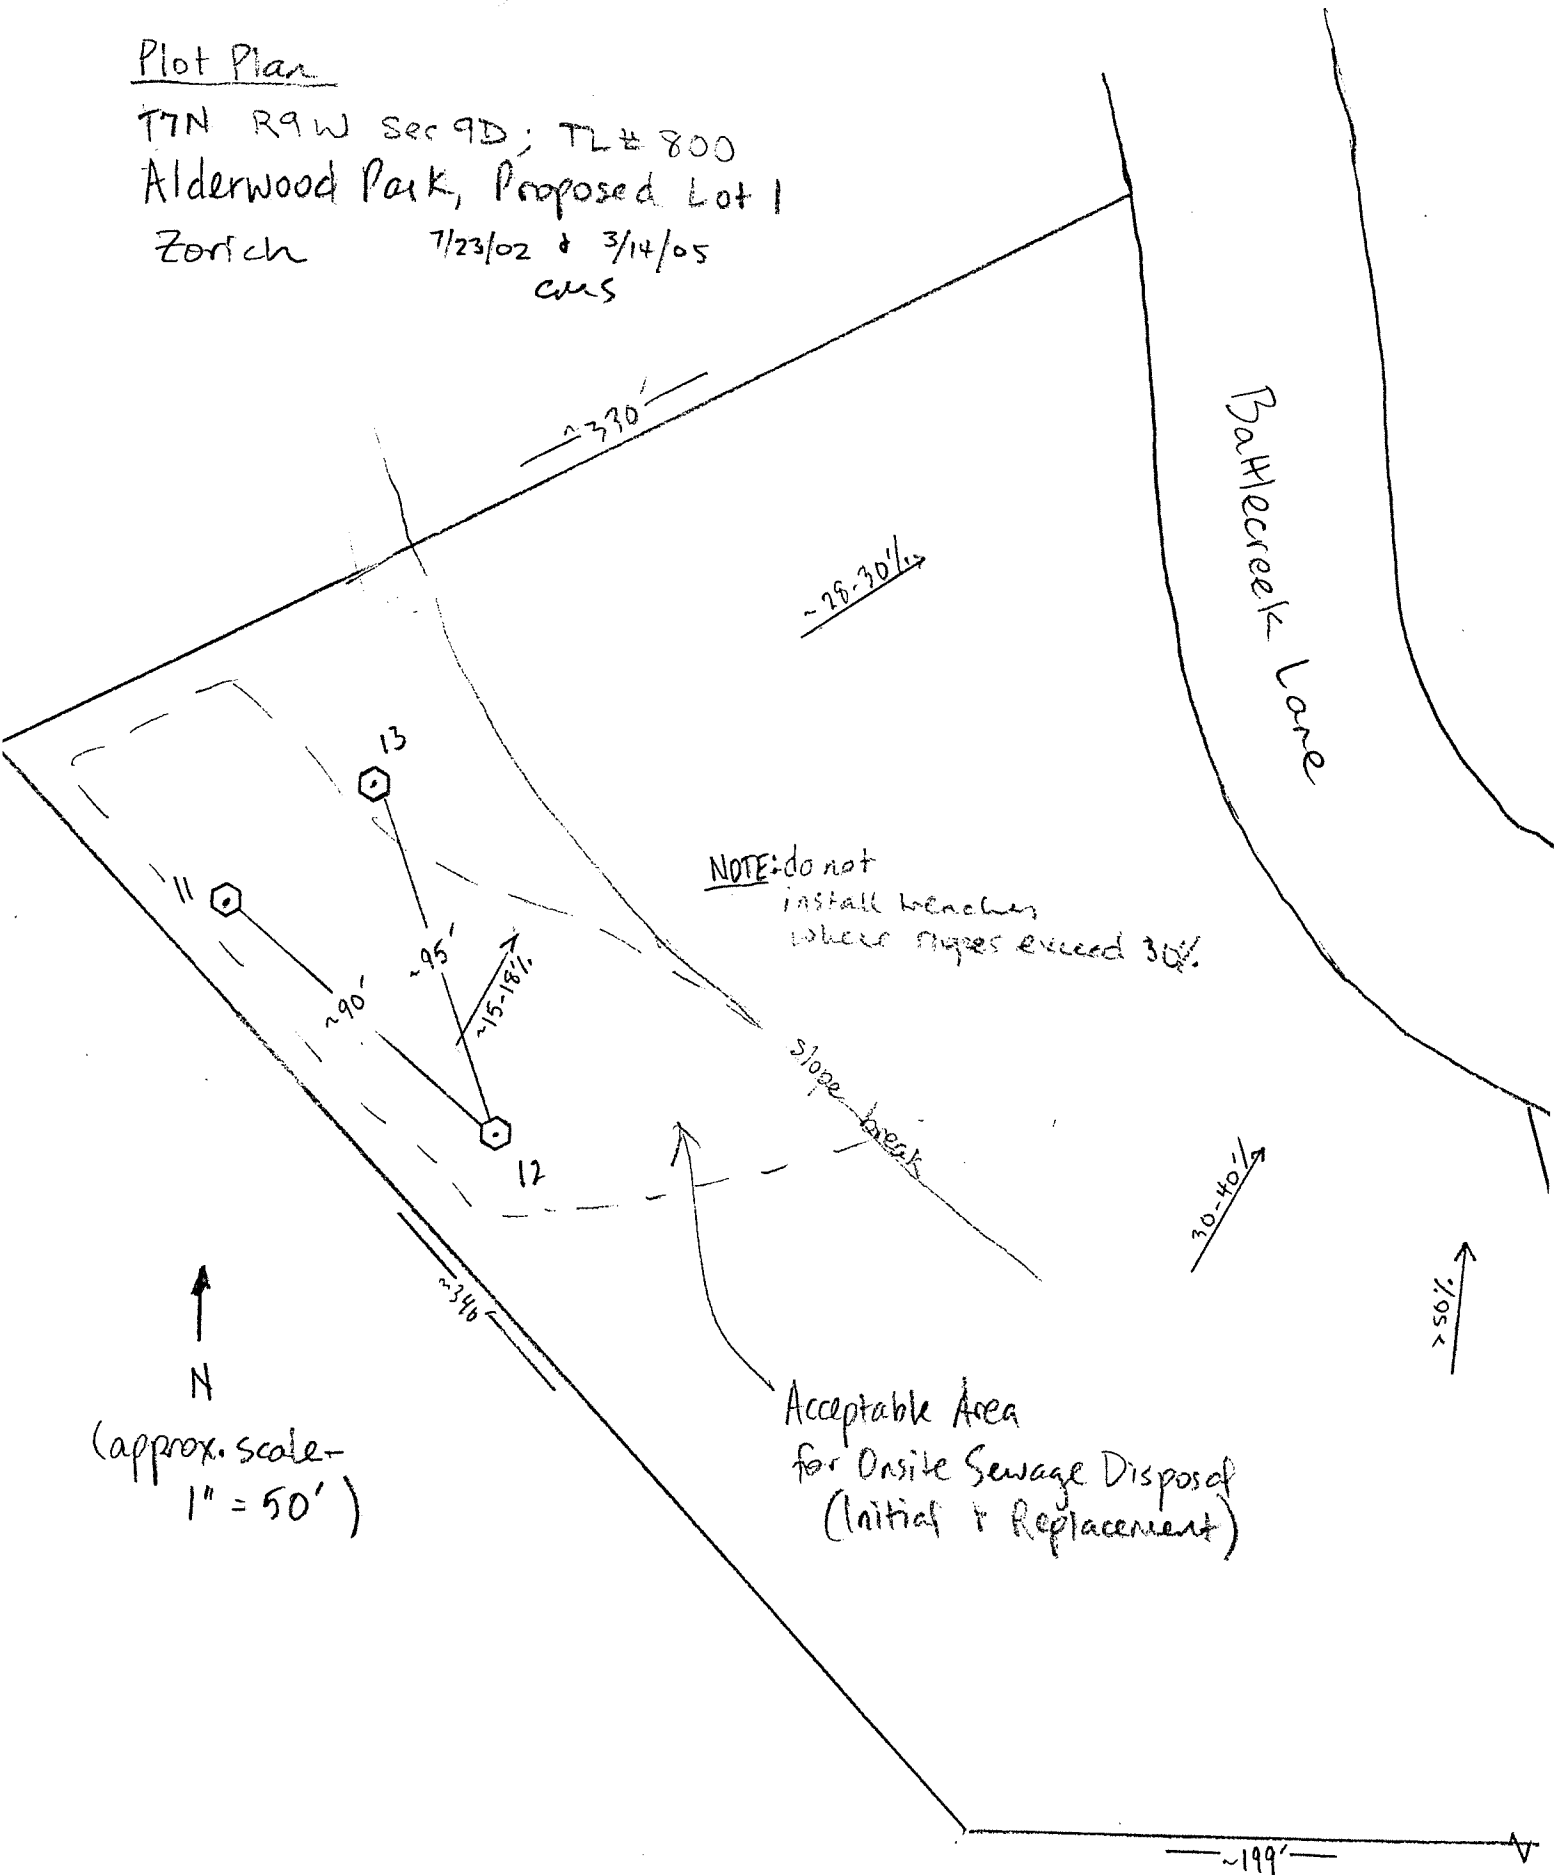 Plot Plan
T7N R9W Sec 9D; TL# 800
Alderwood Park, Proposed Lot 1
Zorich 7/23/02 & 3/14/05
cms
~330'
Battlecreek Lane
~28-30%
13
11
NOTE: do not
install trenches
where slopes exceed 30%
~95'
~15-18%
~90'
slope break
12
30-40%
>50%
~340'
N
(approx. scale-
1" = 50')
Acceptable Area
for Onsite Sewage Disposal
(Initial & Replacement)
~199'